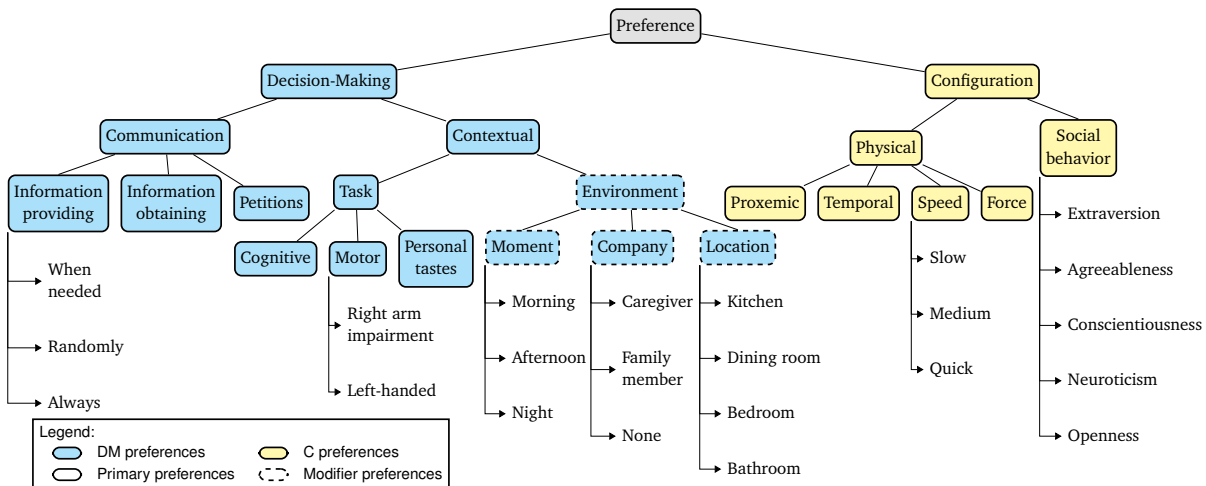 Preference
Decision-Making
Configuration
Communication
Contextual
Physical
Social
behavior
Information
providing
Information
obtaining
Petitions
Task
Environment
Proxemic
Temporal
Speed
Force
Cognitive
Motor
Personal
tastes
Moment
Company
Location
When
needed
Randomly
Always
Right arm
impairment
Left-handed
Morning
Afternoon
Night
Caregiver
Family
member
None
Kitchen
Dining room
Bedroom
Bathroom
Slow
Medium
Quick
Extraversion
Agreeableness
Conscientiousness
Neuroticism
Openness
Legend:
DM preferences
C preferences
Primary preferences
Modifier preferences